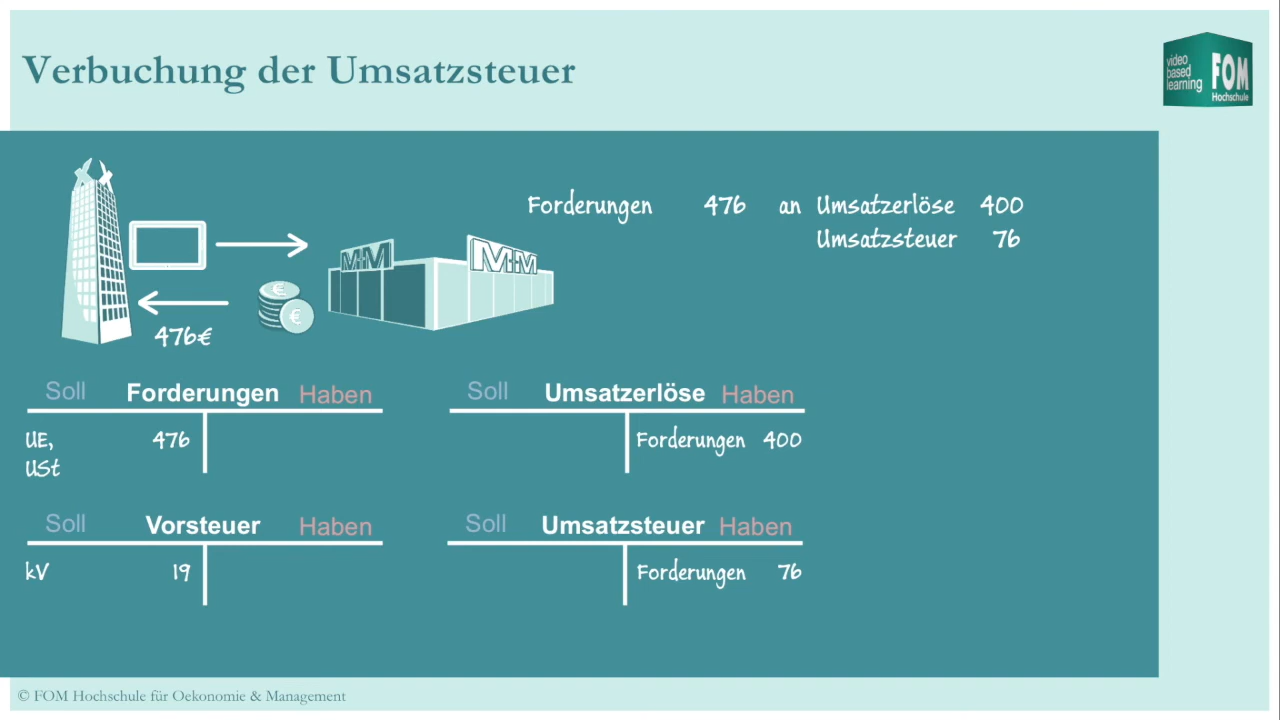 Verbuchung der Umsatzsteuer
video
based
learning
FOM
Hochschule
Forderungen 476 an Umsatzerlöse 400
Umsatzsteuer 76
MM
MM
€
€
476€
Soll Forderungen Haben
UE, 476
USt
Soll Umsatzerlöse Haben
Forderungen 400
Soll Vorsteuer Haben
kV 19
Soll Umsatzsteuer Haben
Forderungen 76
© FOM Hochschule für Oekonomie & Management